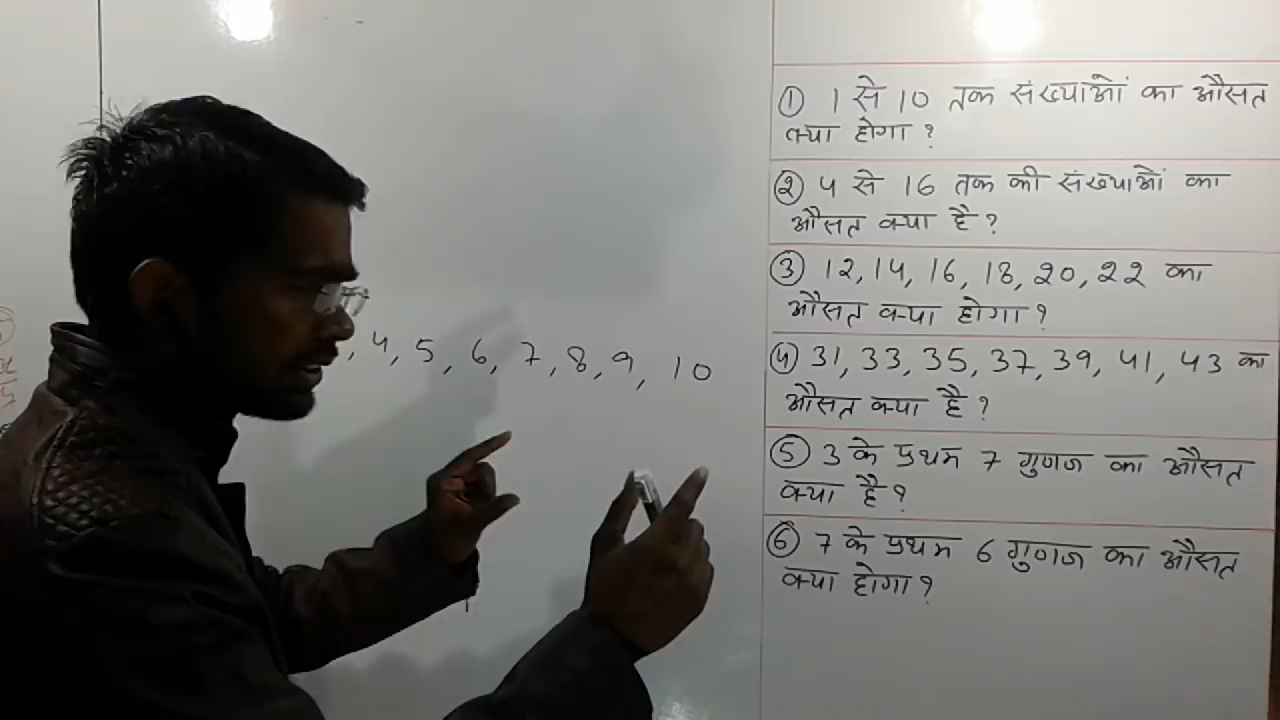 , 4, 5, 6, 7, 8, 9, 10
① 1 से 10 तक संख्याओं का औसत
क्या होगा ?
② 4 से 16 तक की संख्याओं का
औसत क्या है ?
③ 12, 14, 16, 18, 20, 22 का
औसत क्या होगा ?
④ 31, 33, 35, 37, 39, 41, 43 का
औसत क्या है ?
⑤ 3 के प्रथम 7 गुणज का औसत
क्या है ?
⑥ 7 के प्रथम 6 गुणज का औसत
क्या होगा ?